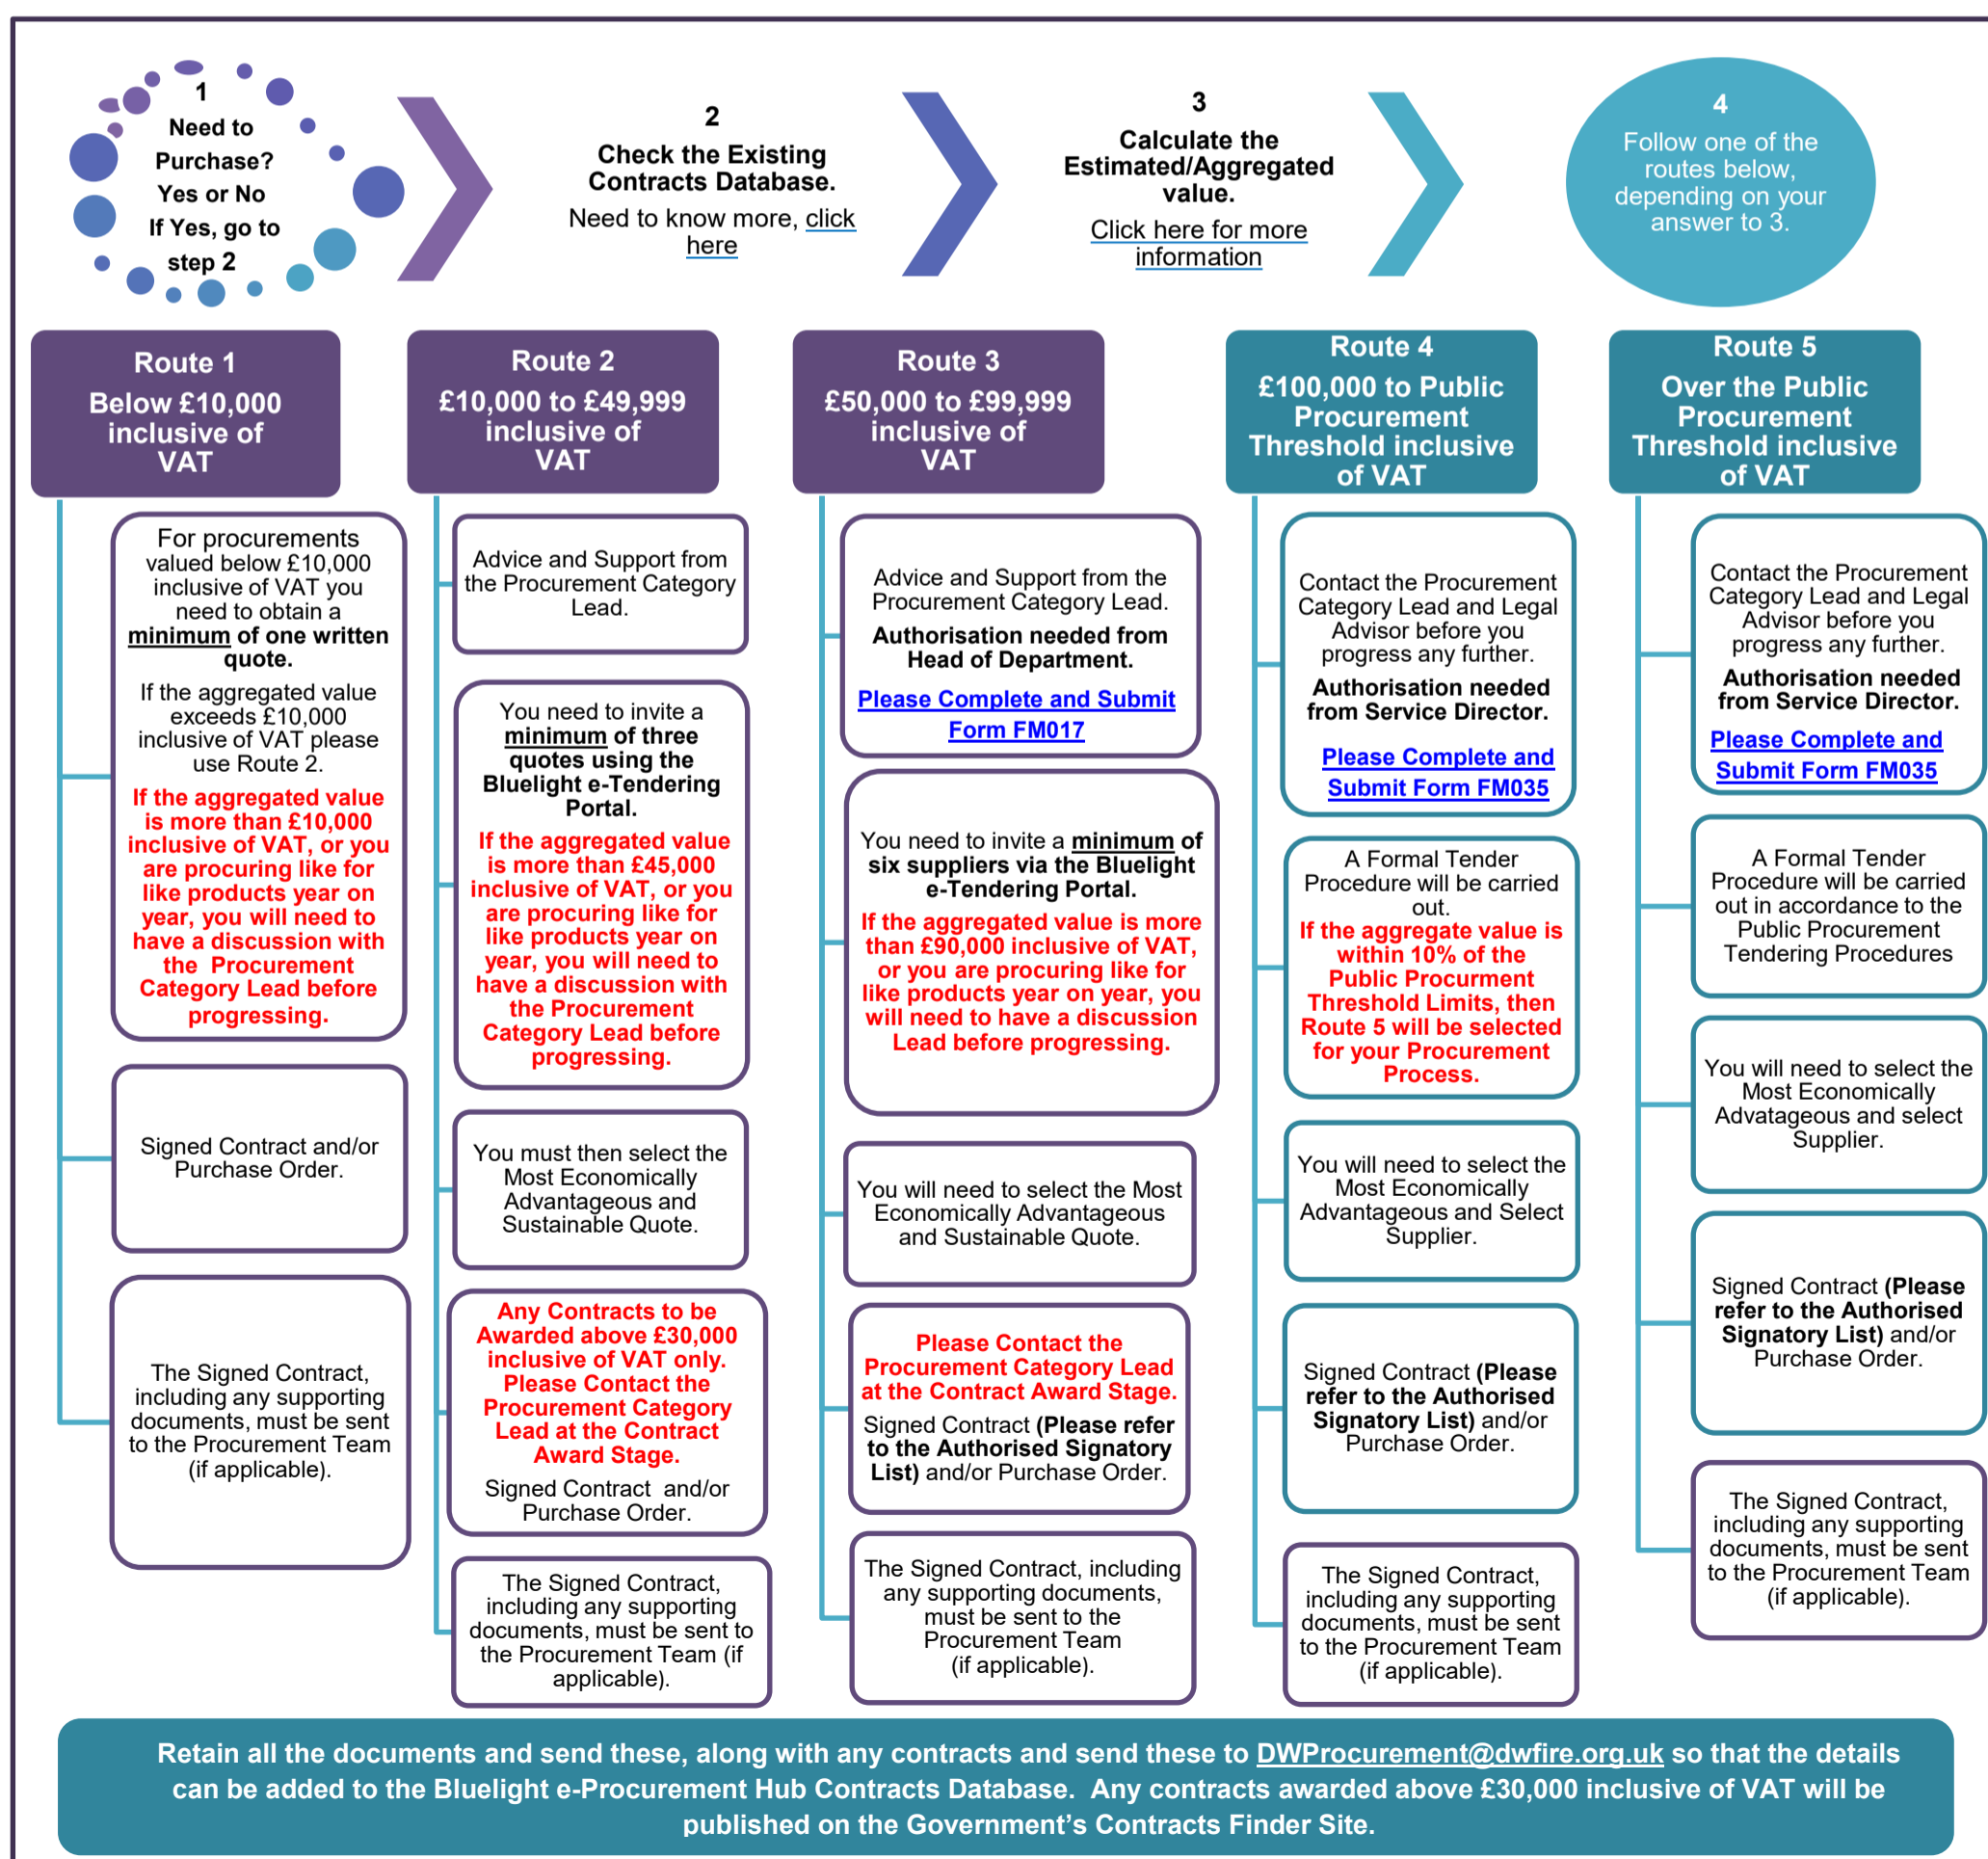 1
Need to
Purchase?
Yes or No
If Yes, go to
step 2
2
Check the Existing
Contracts Database.
Need to know more, click
here
3
Calculate the
Estimated/Aggregated
value.
Click here for more
information
4
Follow one of the
routes below,
depending on your
answer to 3.
Route 1
Below £10,000
inclusive of
VAT
For procurements
valued below £10,000
inclusive of VAT you
need to obtain a
minimum of one written
quote.
If the aggregated value
exceeds £10,000
inclusive of VAT please
use Route 2.
If the aggregated value
is more than £10,000
inclusive of VAT, or you
are procuring like for
like products year on
year, you will need to
have a discussion with
the Procurement
Category Lead before
progressing.
Signed Contract and/or
Purchase Order.
The Signed Contract,
including any supporting
documents, must be sent
to the Procurement Team
(if applicable).
Route 2
£10,000 to £49,999
inclusive of
VAT
Advice and Support from
the Procurement Category
Lead.
You need to invite a
minimum of three
quotes using the
Bluelight e-Tendering
Portal.
If the aggregated value
is more than £45,000
inclusive of VAT, or you
are procuring like for
like products year on
year, you will need to
have a discussion with
the Procurement
Category Lead before
progressing.
You must then select the
Most Economically
Advantageous and
Sustainable Quote.
Any Contracts to be
Awarded above £30,000
inclusive of VAT only.
Please Contact the
Procurement Category
Lead at the Contract
Award Stage.
Signed Contract and/or
Purchase Order.
The Signed Contract,
including any supporting
documents, must be sent to
the Procurement Team (if
applicable).
Route 3
£50,000 to £99,999
inclusive of
VAT
Advice and Support from the
Procurement Category Lead.
Authorisation needed from
Head of Department.
Please Complete and Submit
Form FM017
You need to invite a minimum of
six suppliers via the Bluelight
e-Tendering Portal.
If the aggregated value is more
than £90,000 inclusive of VAT,
or you are procuring like for
like products year on year, you
will need to have a discussion
Lead before progressing.
You will need to select the Most
Economically Advantageous
and Sustainable Quote.
Please Contact the
Procurement Category Lead
at the Contract Award Stage.
Signed Contract (Please refer
to the Authorised Signatory
List) and/or Purchase Order.
The Signed Contract, including
any supporting documents,
must be sent to the
Procurement Team
(if applicable).
Route 4
£100,000 to Public
Procurement
Threshold inclusive
of VAT
Contact the Procurement
Category Lead and Legal
Advisor before you
progress any further.
Authorisation needed
from Service Director.
Please Complete and
Submit Form FM035
A Formal Tender
Procedure will be carried
out.
If the aggregate value is
within 10% of the
Public Procurment
Threshold Limits, then
Route 5 will be selected
for your Procurement
Process.
You will need to select the
Most Economically
Advantageous and Select
Supplier.
Signed Contract (Please
refer to the Authorised
Signatory List) and/or
Purchase Order.
The Signed Contract,
including any supporting
documents, must be sent
to the Procurement Team
(if applicable).
Route 5
Over the Public
Procurement
Threshold inclusive
of VAT
Contact the Procurement
Category Lead and Legal
Advisor before you
progress any further.
Authorisation needed
from Service Director.
Please Complete and
Submit Form FM035
A Formal Tender
Procedure will be carried
out in accordance to the
Public Procurement
Tendering Procedures
You will need to select the
Most Economically
Advatageous and select
Supplier.
Signed Contract (Please
refer to the Authorised
Signatory List) and/or
Purchase Order.
The Signed Contract,
including any supporting
documents, must be sent
to the Procurement Team
(if applicable).
Retain all the documents and send these, along with any contracts and send these to DWProcurement@dwfire.org.uk so that the details
can be added to the Bluelight e-Procurement Hub Contracts Database. Any contracts awarded above £30,000 inclusive of VAT will be
published on the Government’s Contracts Finder Site.